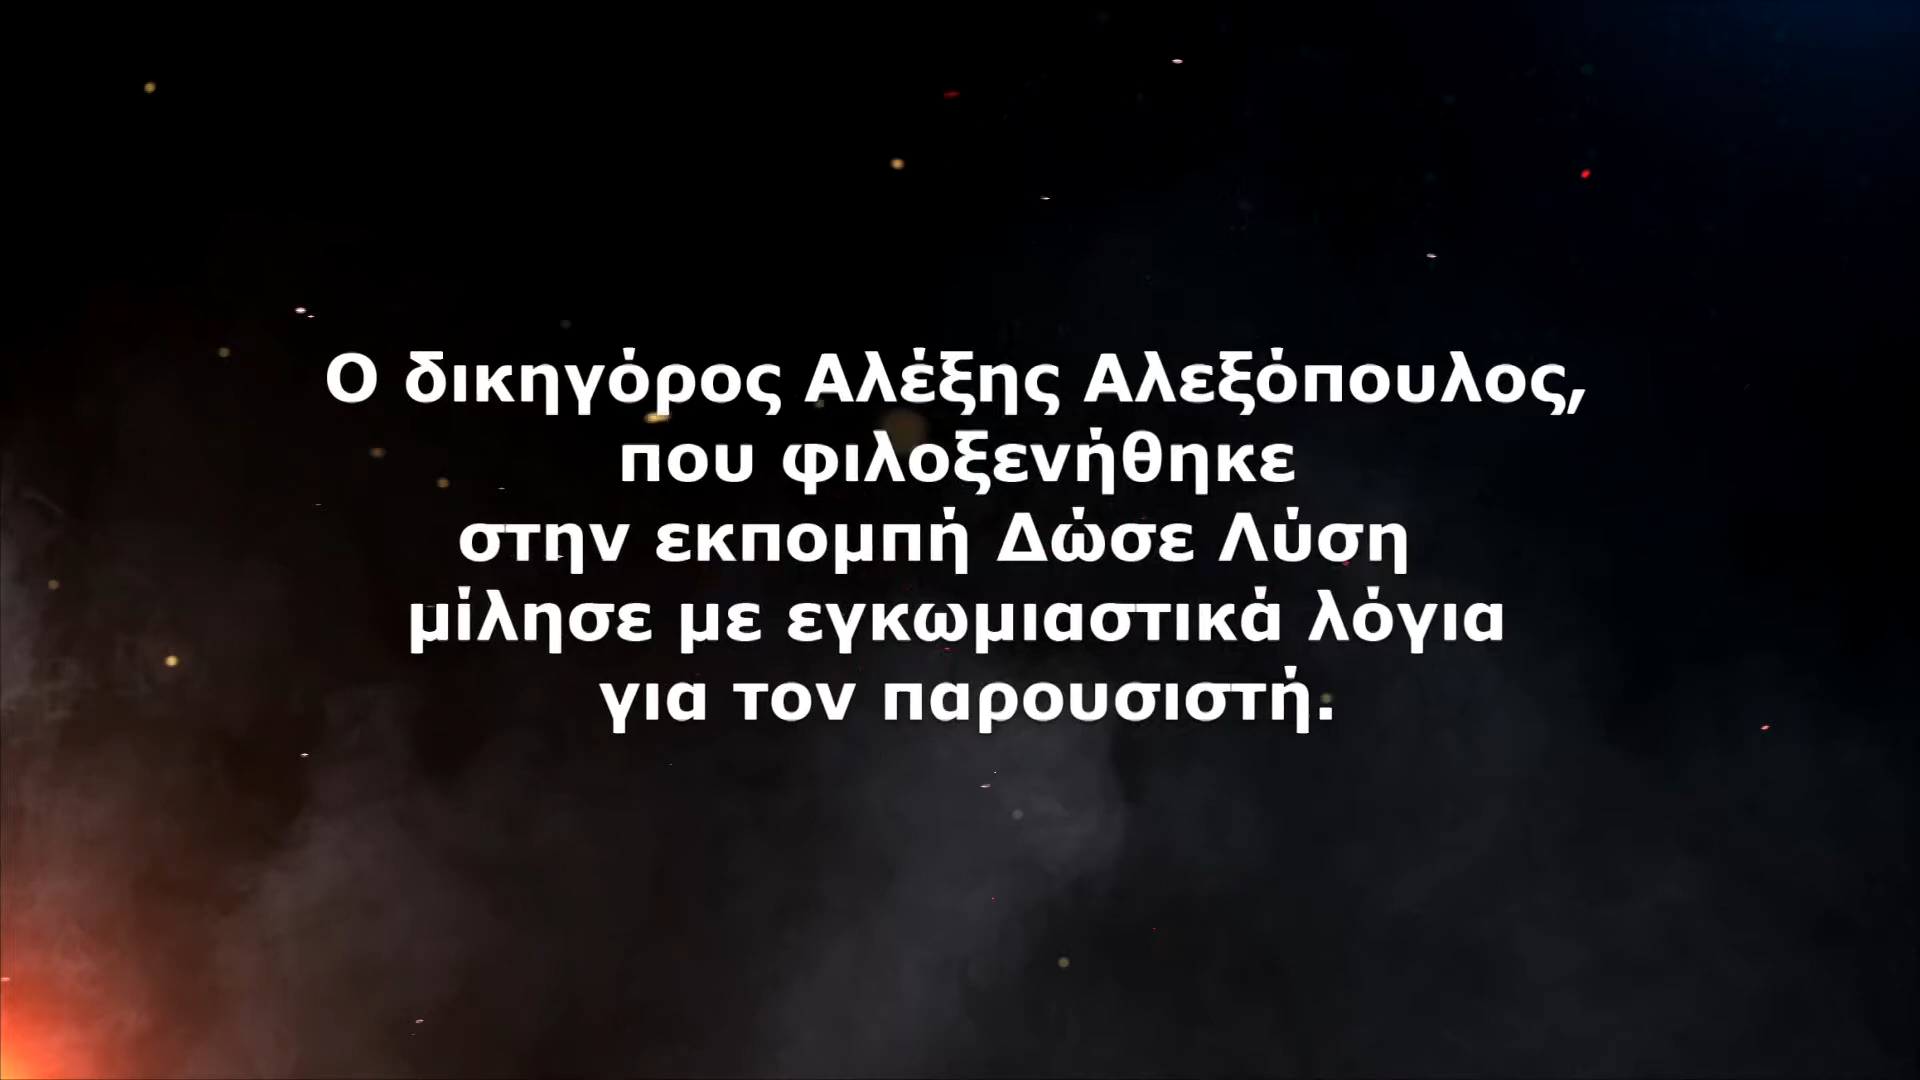 Ο δικηγόρος Αλέξης Αλεξόπουλος,
που φιλοξενήθηκε
στην εκπομπή Δώσε Λύση
μίλησε με εγκωμιαστικά λόγια
για τον παρουσιστή.